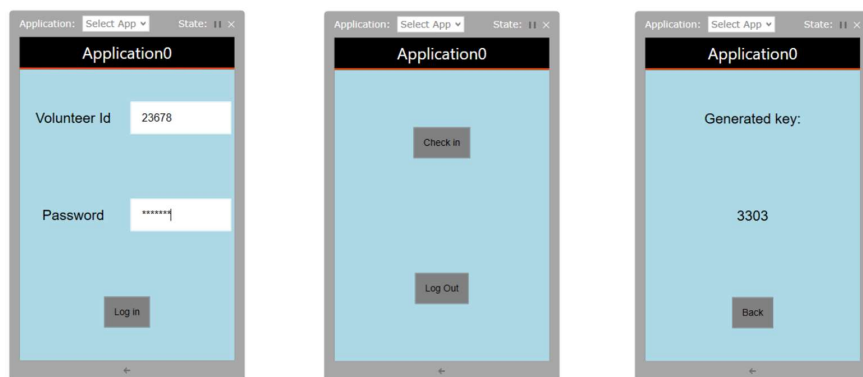 Application: Select App State:
Application0
Volunteer Id 23678
Password *******
Log in
Application: Select App State:
Application0
Check in
Log Out
Application: Select App State:
Application0
Generated key:
3303
Back